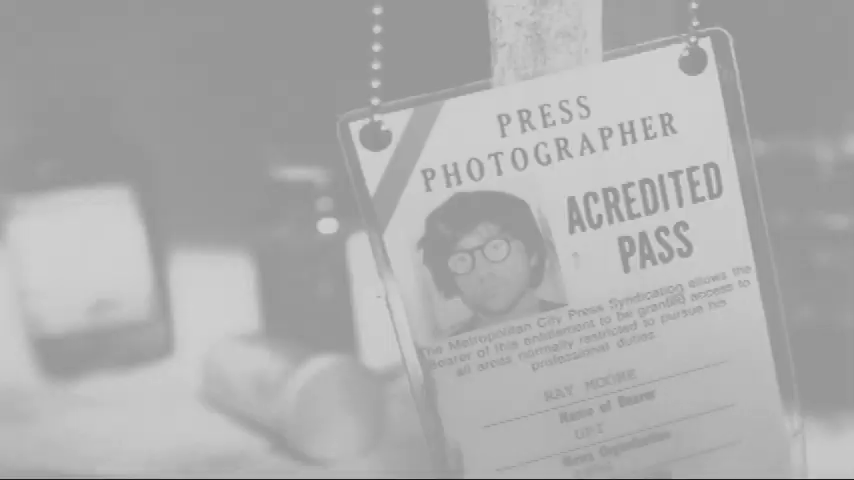 PRESS
PHOTOGRAPHER
ACREDITED
PASS
The Metropolitan City Press Syndication allows the
Bearer of this entitlement to be granted access to
all areas normally restricted to pursue his
professional duties.
RAY MOORE
Name of Bearer
UPI
News Organisation